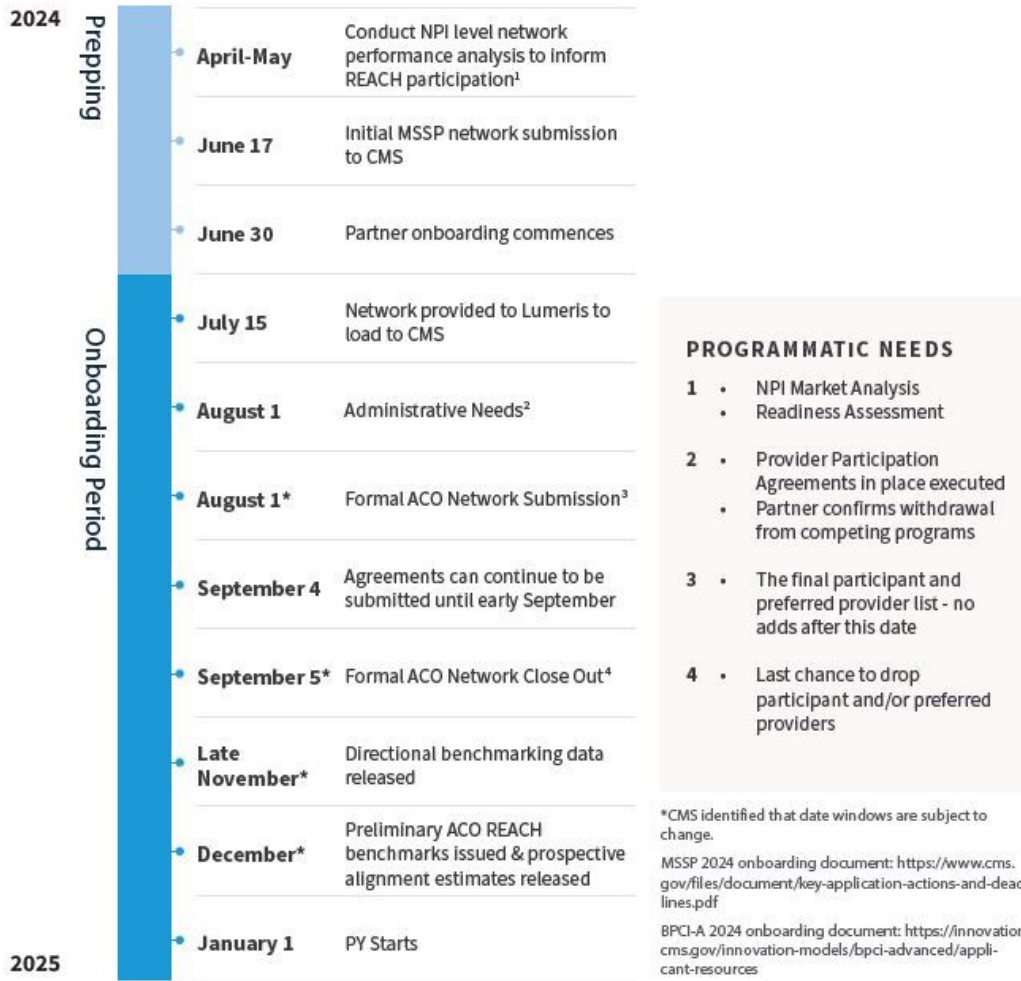 2024
Prepping
April-May
Conduct NPI level network
performance analysis to inform
REACH participation¹
June 17
Initial MSSP network submission
to CMS
June 30
Partner onboarding commences
Onboarding Period
July 15
Network provided to Lumeris to
load to CMS
August 1
Administrative Needs²
August 1*
Formal ACO Network Submission³
September 4
Agreements can continue to be
submitted until early September
September 5*
Formal ACO Network Close Out⁴
Late
November*
Directional benchmarking data
released
December*
Preliminary ACO REACH
benchmarks issued & prospective
alignment estimates released
January 1
PY Starts
2025
PROGRAMMATIC NEEDS
1 • NPI Market Analysis
• Readiness Assessment
2 • Provider Participation
Agreements in place executed
• Partner confirms withdrawal
from competing programs
3 • The final participant and
preferred provider list - no
adds after this date
4 • Last chance to drop
participant and/or preferred
providers
*CMS identified that date windows are subject to
change.
MSSP 2024 onboarding document: https://www.cms.
gov/files/document/key-application-actions-and-dead
lines.pdf
BPCI-A 2024 onboarding document: https://innovation
cms.gov/innovation-models/bpci-advanced/appli-
cant-resources